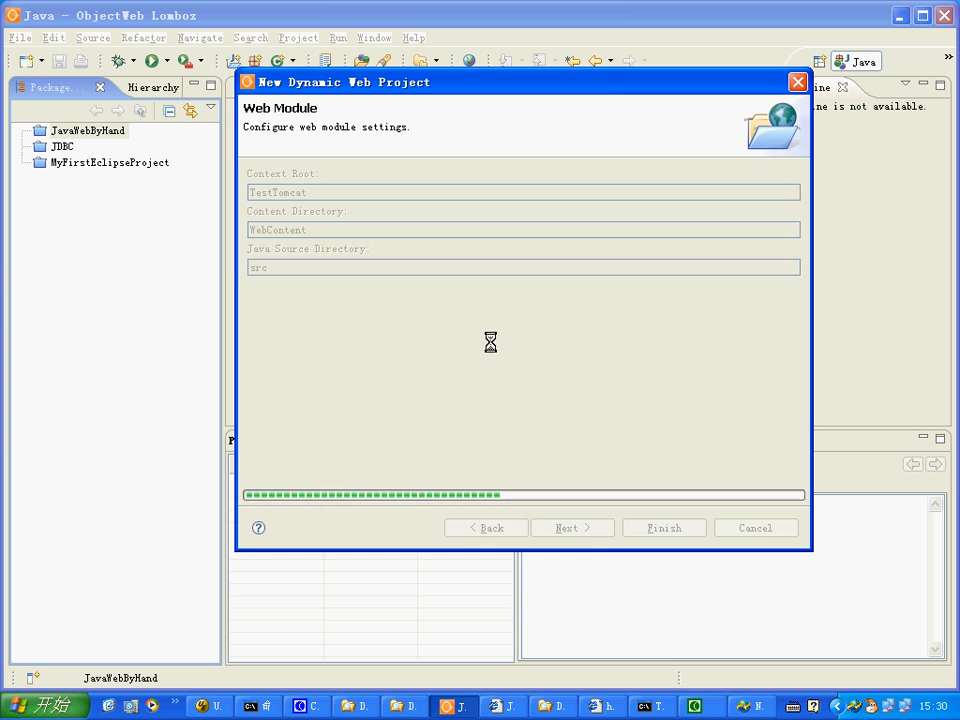 Java - ObjectWeb Lomboz
File Edit Source Refactor Navigate Search Project Run Window Help
Java
Package... Hierarchy
New Dynamic Web Project
Web Module
Configure web module settings.
ine is not available.
JavaWebByHand
JDBC
MyFirstEclipseProject
Context Root:
TestTomcat
Content Directory:
WebContent
Java Source Directory:
src
< Back Next > Finish Cancel
JavaWebByHand
开始 U. C. D. D. J. J. D. h. T. N. 15:30